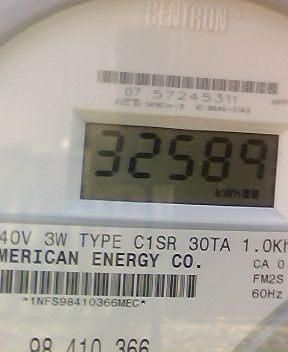 CENTRON®
07 57245311
32589
kWh
40V 3W TYPE C1SR 30TA 1.0Kh
MERICAN ENERGY CO.
CA 0
FM2S
60Hz
*1NFS98410366MEC*
98 410 366